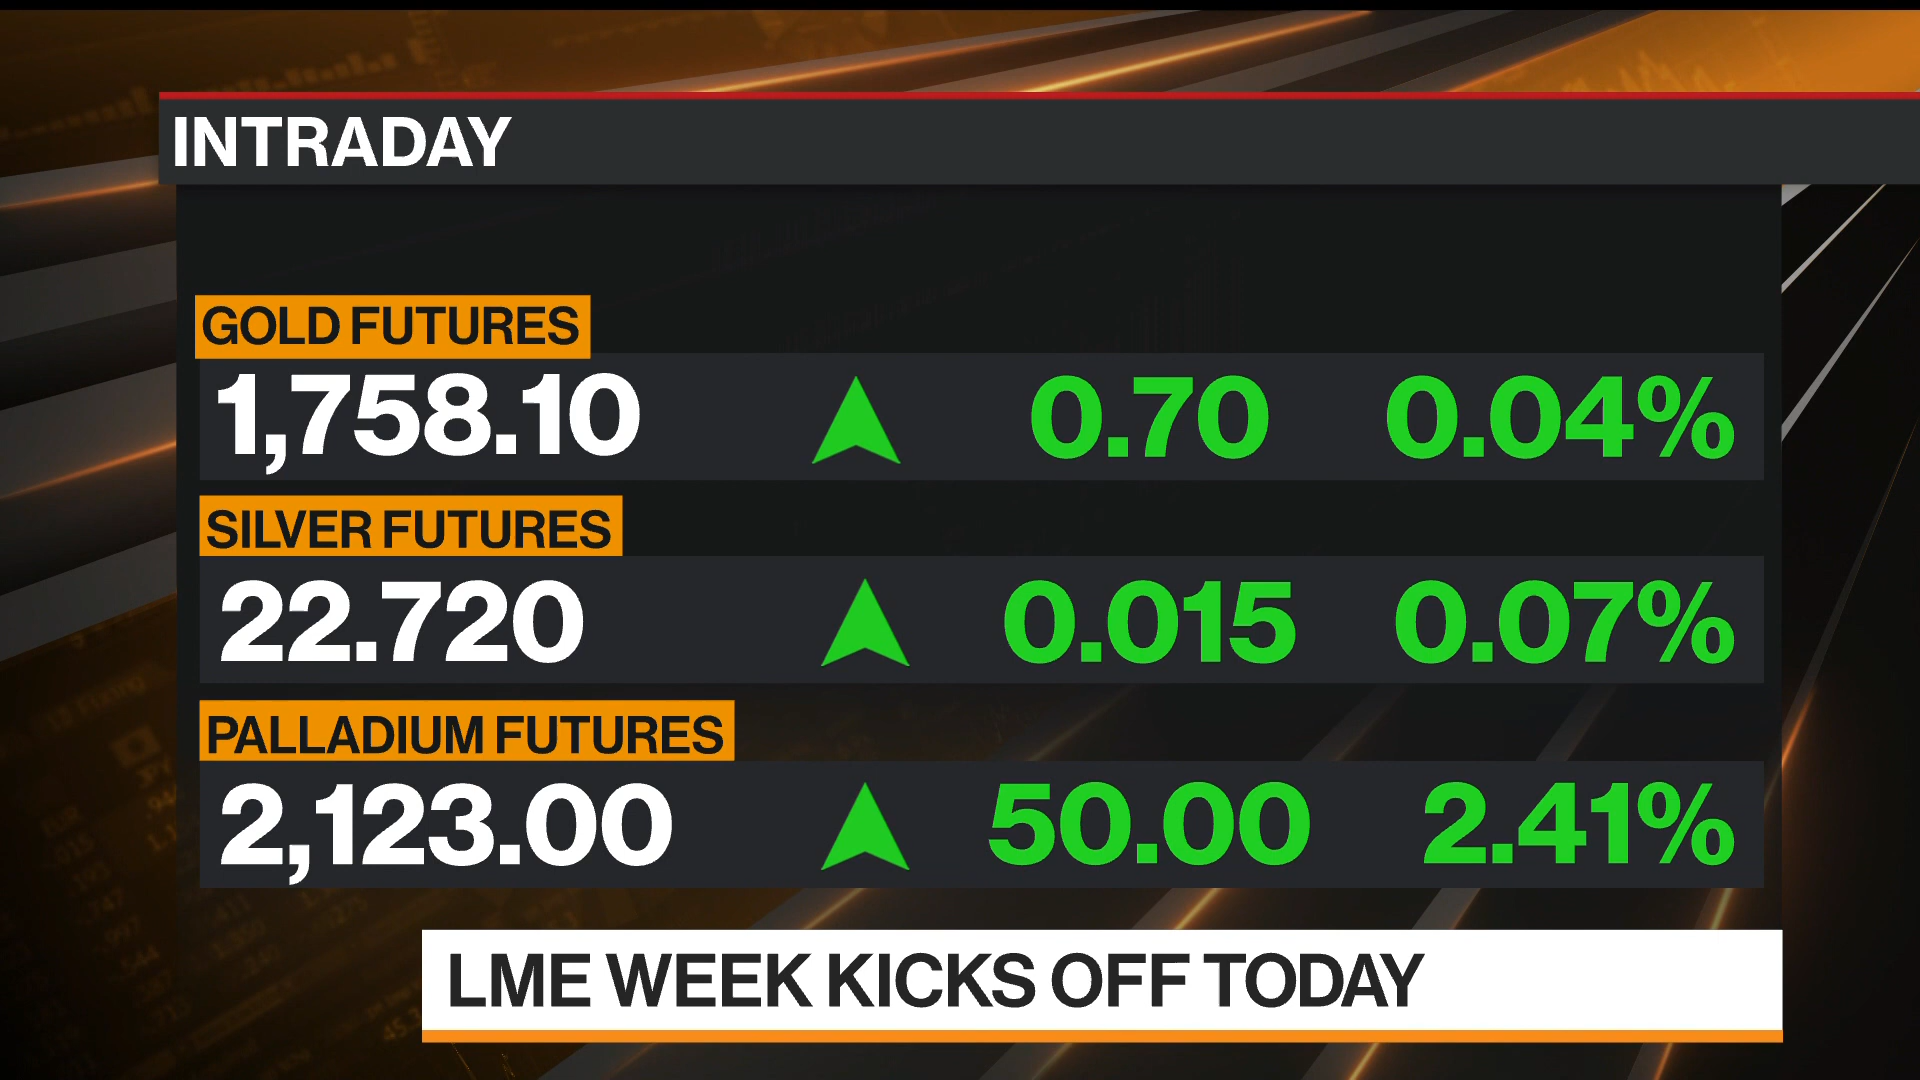 INTRADAY
GOLD FUTURES
1,758.10 ▲ 0.70 0.04%
SILVER FUTURES
22.720 ▲ 0.015 0.07%
PALLADIUM FUTURES
2,123.00 ▲ 50.00 2.41%
LME WEEK KICKS OFF TODAY